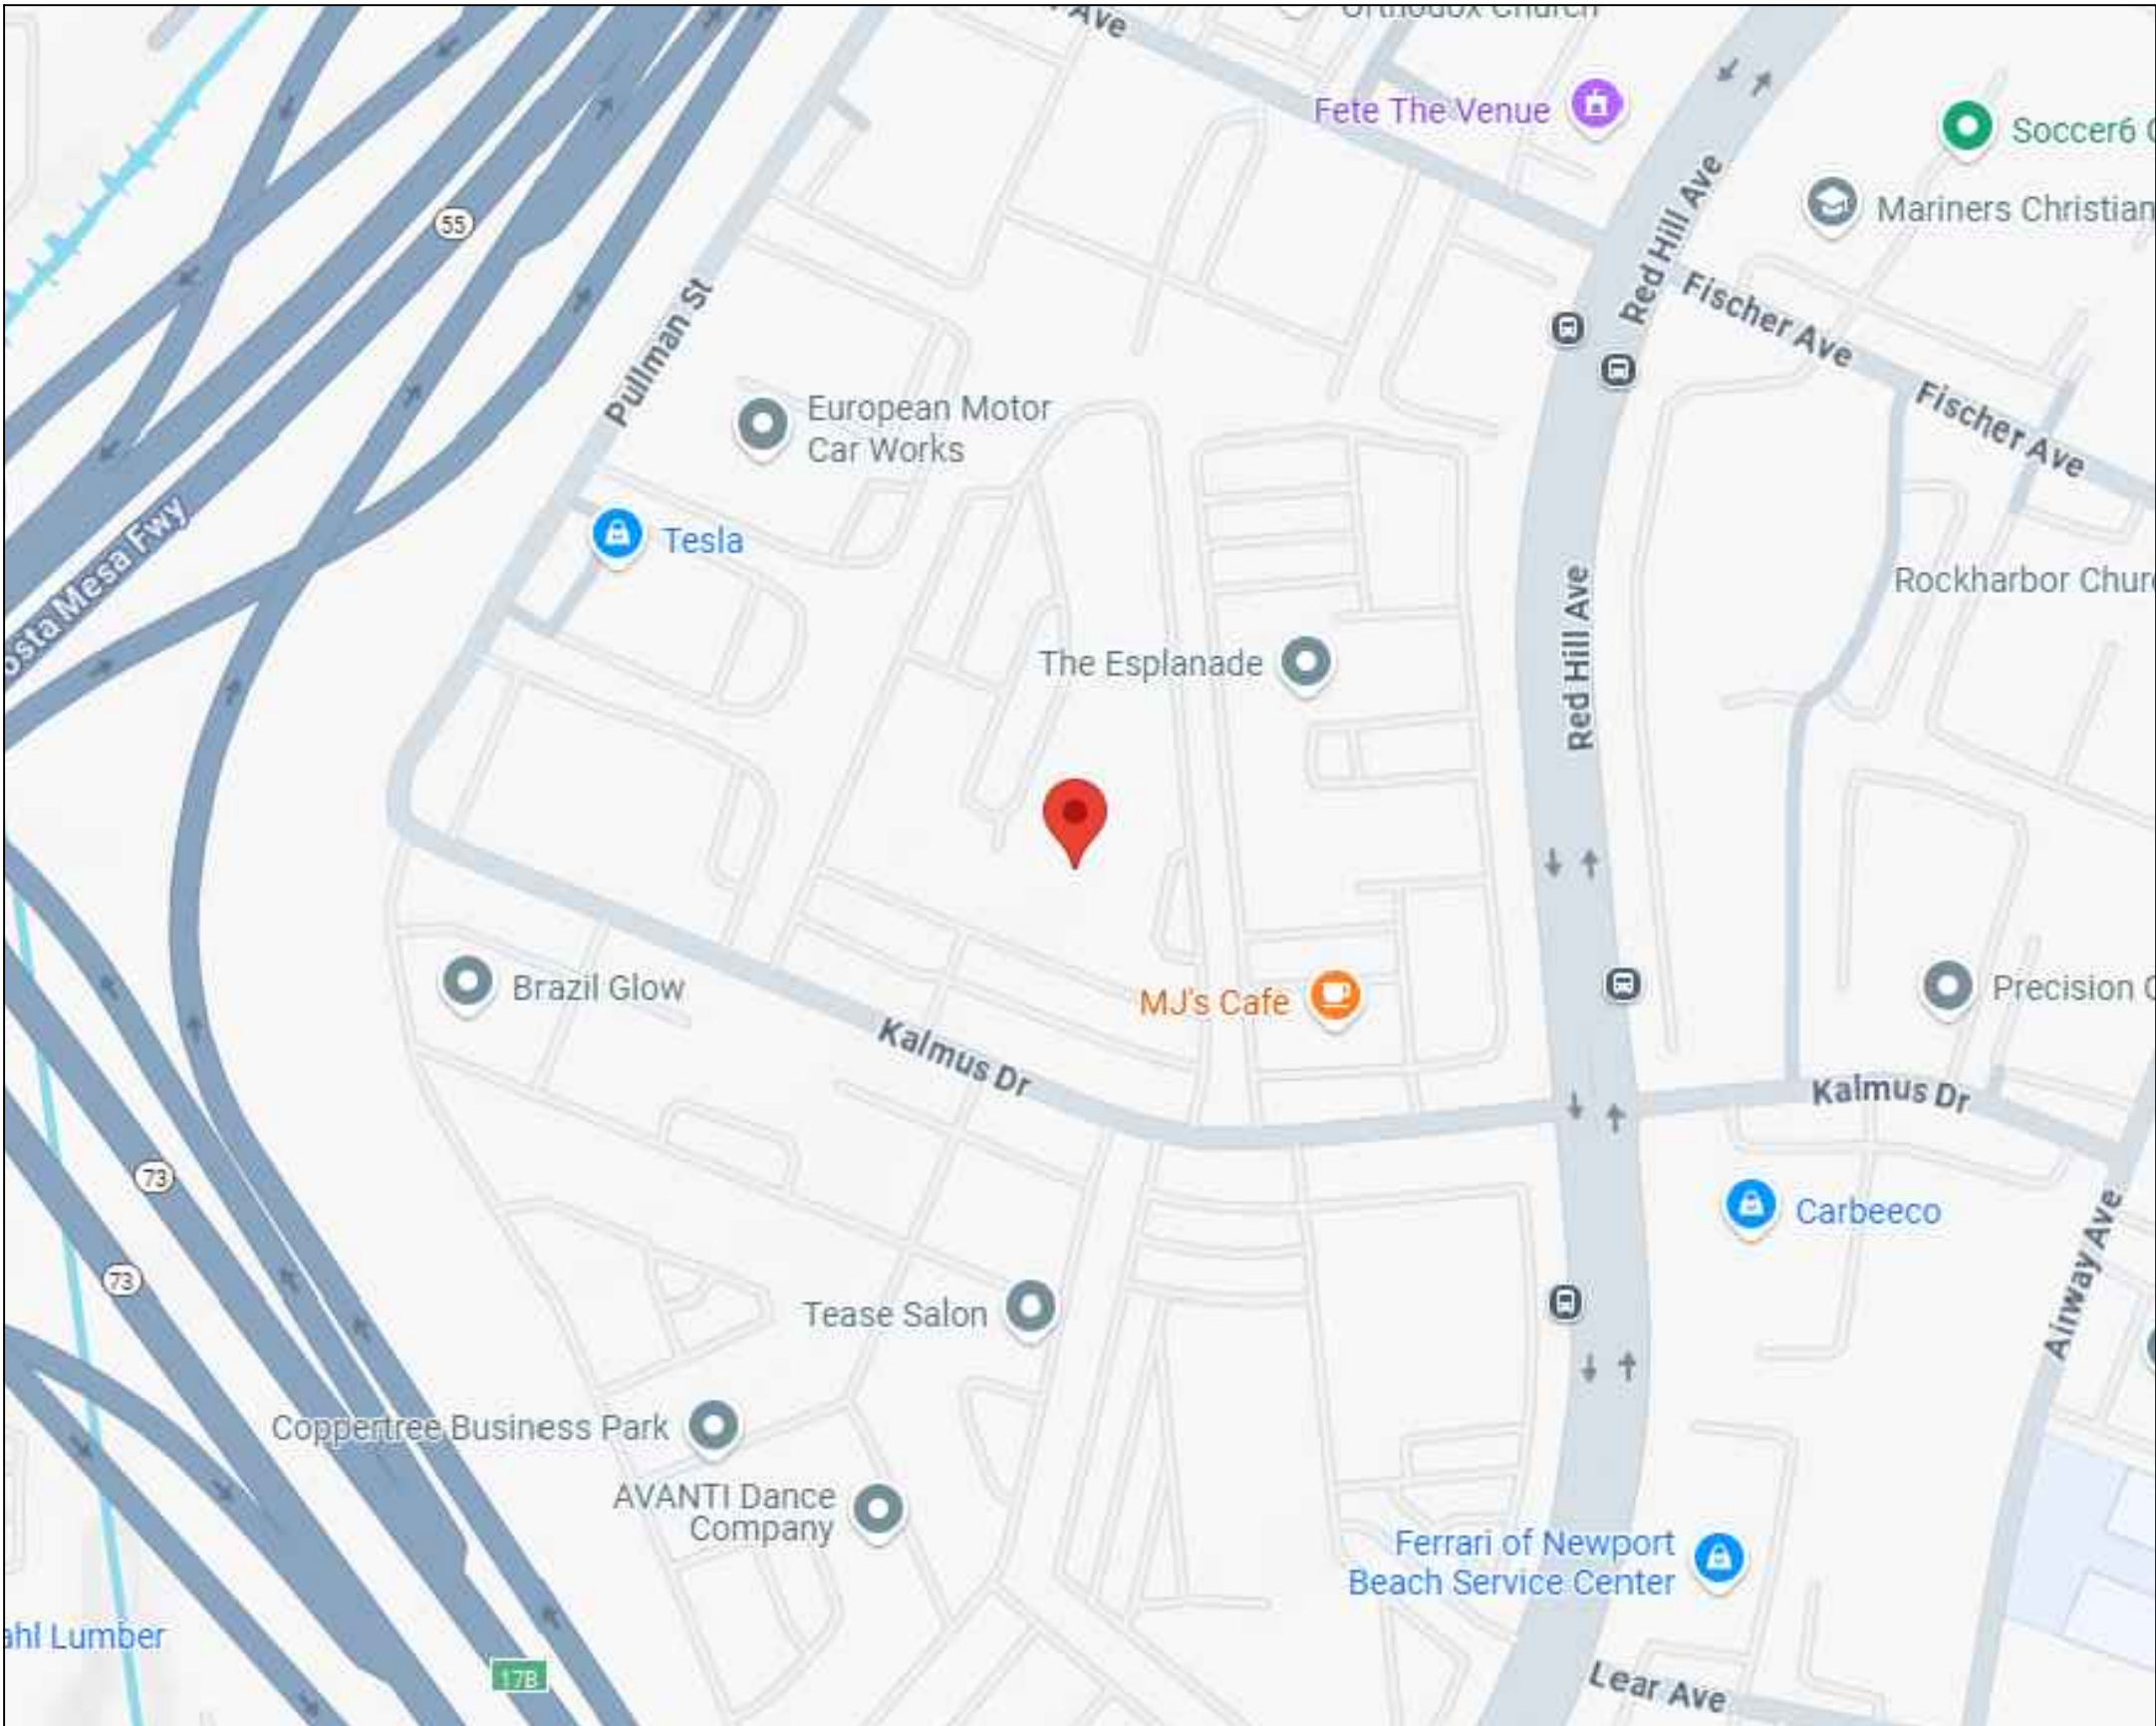 Ave
Orthodox Church
Fete The Venue
Soccer6
Mariners Christian
55
Red Hill Ave
Fischer Ave
Pullman St
European Motor
Car Works
Fischer Ave
Tesla
Costa Mesa Fwy
Rockharbor Chur
The Esplanade
Red Hill Ave
Brazil Glow
MJ's Cafe
Precision
Kalmus Dr
Kalmus Dr
73
Carbeeco
73
Airway Ave
Tease Salon
Coppertree Business Park
AVANTI Dance
Company
Ferrari of Newport
Beach Service Center
ahl Lumber
17B
Lear Ave